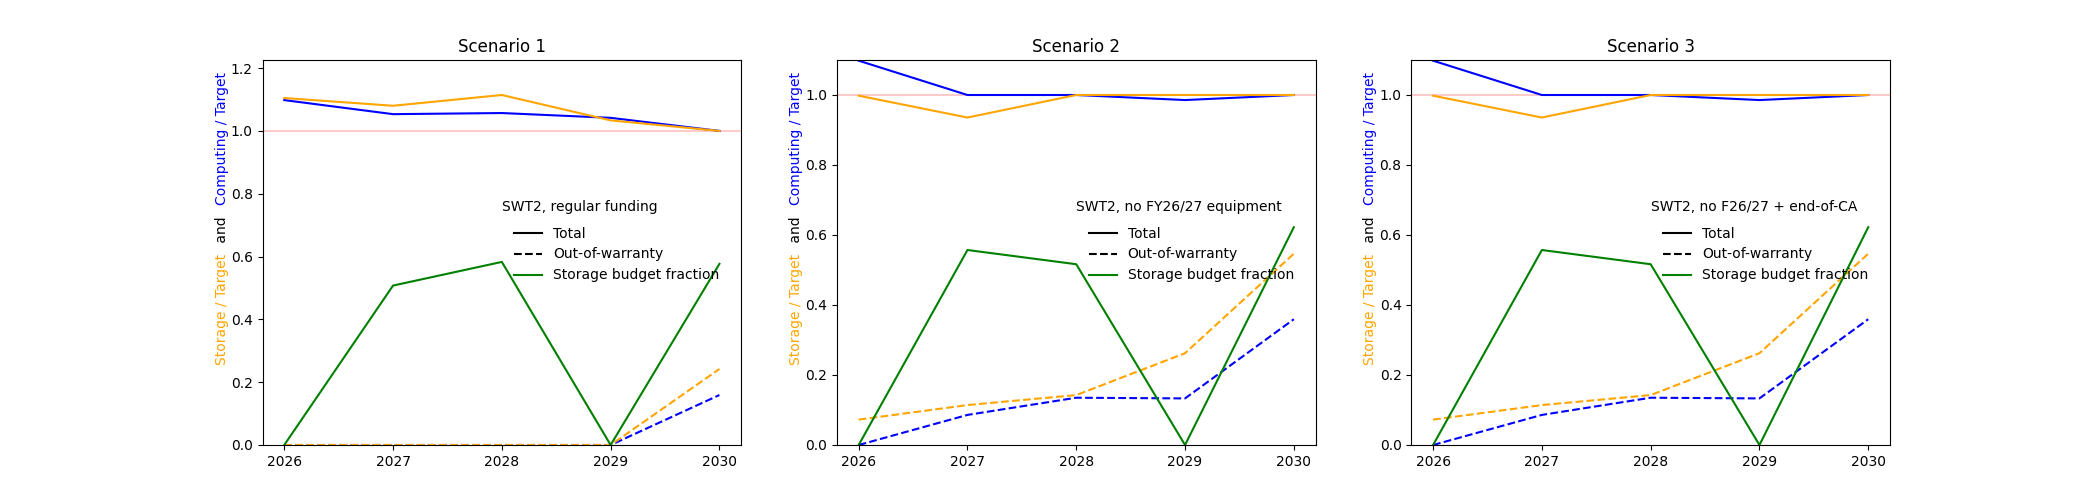 Scenario 1
Storage / Target and Computing / Target
1.2
1.0
0.8
0.6
0.4
0.2
0.0
SWT2, regular funding
Total
Out-of-warranty
Storage budget fraction
2026 2027 2028 2029 2030
Scenario 2
Storage / Target and Computing / Target
1.0
0.8
0.6
0.4
0.2
0.0
SWT2, no FY26/27 equipment
Total
Out-of-warranty
Storage budget fraction
2026 2027 2028 2029 2030
Scenario 3
Storage / Target and Computing / Target
1.0
0.8
0.6
0.4
0.2
0.0
SWT2, no F26/27 + end-of-CA
Total
Out-of-warranty
Storage budget fraction
2026 2027 2028 2029 2030